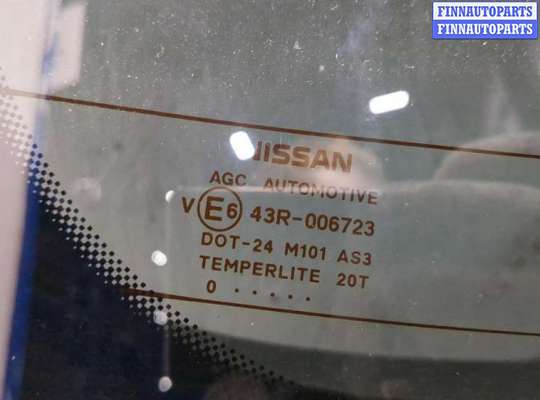 FINNAUTOPARTS
FINNAUTOPARTS
NISSAN
AGC AUTOMOTIVE
V E6 43R-006723
DOT-24 M101 AS3
TEMPERLITE 20T
0 . . . . .